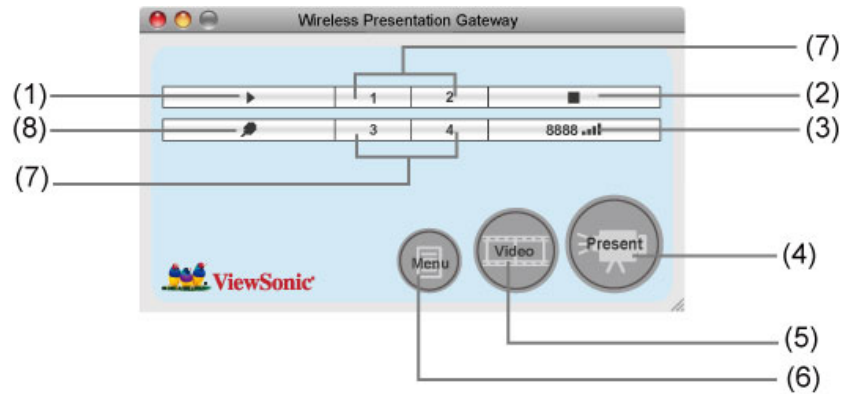 Wireless Presentation Gateway
(7)
(1) 1 2 (2)
(8) 3 4 8888 (3)
(7)
Menu Video Present (4)
ViewSonic
(5)
(6)